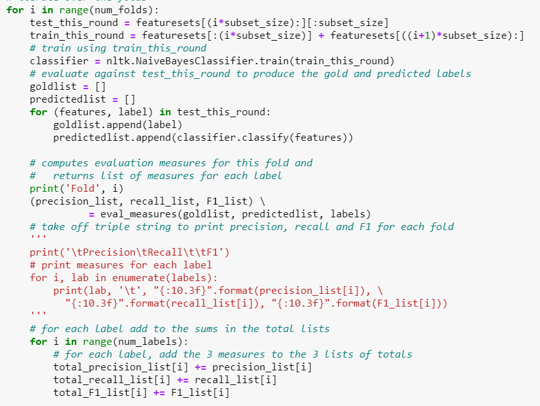 for i in range(num_folds):
    test_this_round = featuresets[(i*subset_size):][:subset_size]
    train_this_round = featuresets[:(i*subset_size)] + featuresets[((i+1)*subset_size):]
    # train using train_this_round
    classifier = nltk.NaiveBayesClassifier.train(train_this_round)
    # evaluate against test_this_round to produce the gold and predicted labels
    goldlist = []
    predictedlist = []
    for (features, label) in test_this_round:
        goldlist.append(label)
        predictedlist.append(classifier.classify(features))

    # computes evaluation measures for this fold and
    #   returns list of measures for each label
    print('Fold', i)
    (precision_list, recall_list, F1_list) \
              = eval_measures(goldlist, predictedlist, labels)
    # take off triple string to print precision, recall and F1 for each fold
    '''
    print('\tPrecision\tRecall\t\tF1')
    # print measures for each label
    for i, lab in enumerate(labels):
        print(lab, '\t', "{:10.3f}".format(precision_list[i]), \
          "{:10.3f}".format(recall_list[i]), "{:10.3f}".format(F1_list[i]))
    '''
    # for each label add to the sums in the total lists
    for i in range(num_labels):
        # for each label, add the 3 measures to the 3 lists of totals
        total_precision_list[i] += precision_list[i]
        total_recall_list[i] += recall_list[i]
        total_F1_list[i] += F1_list[i]